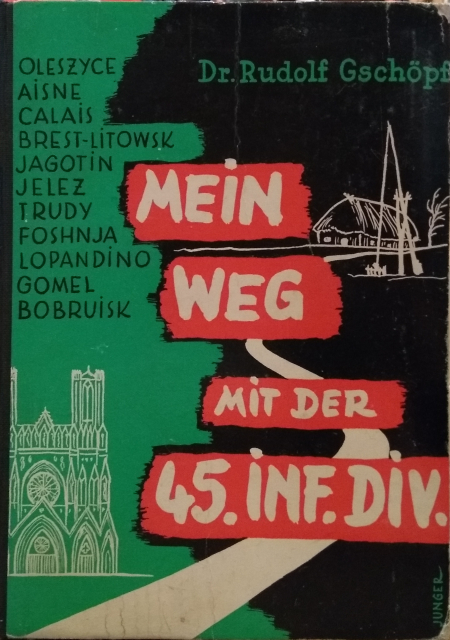 Dr. Rudolf Gschöpf
OLESZYCE
AISNE
CALAIS
BREST-LITOWSK
JAGOTIN
JELEZ
TRUDY
FOSHNJA
LOPANDINO
GOMEL
BOBRUISK
MEIN
WEG
MIT DER
45. INF. DIV.
JUNGER